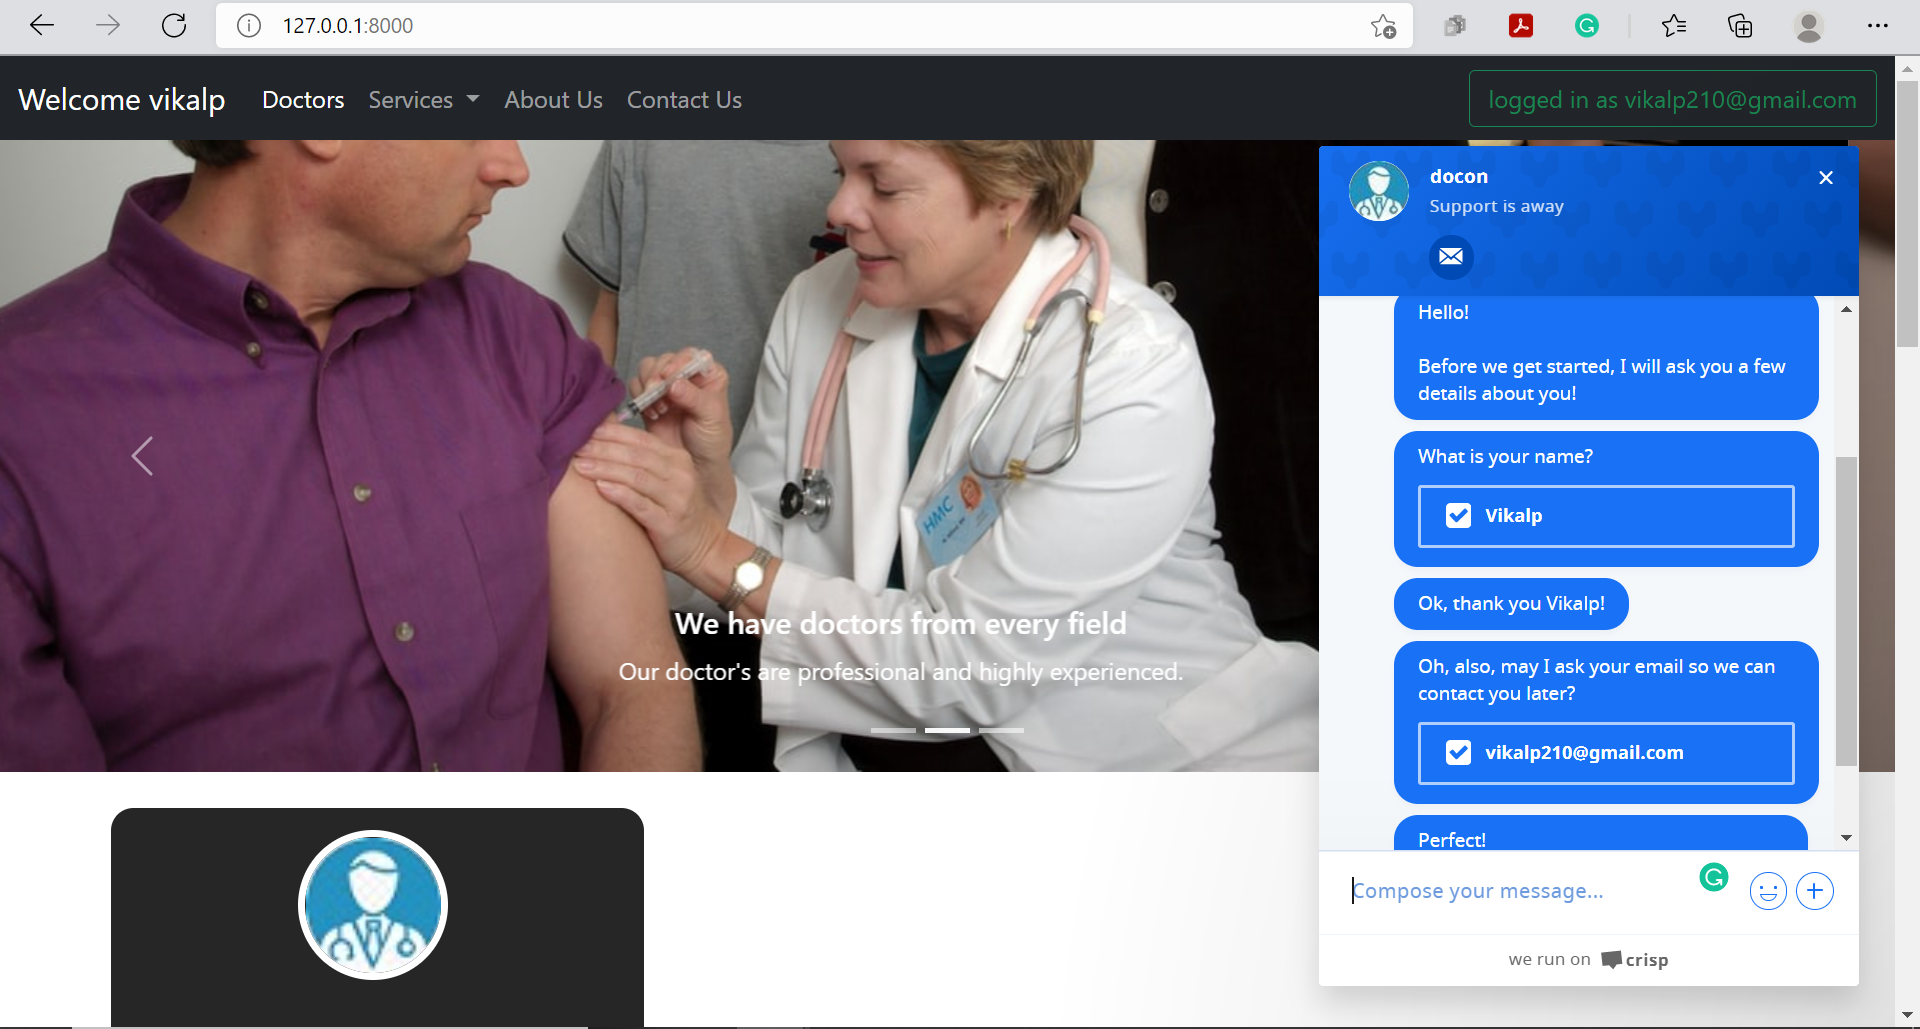 127.0.0.1:8000
Welcome vikalp
Doctors
Services
About Us
Contact Us
logged in as vikalp210@gmail.com
HMC
We have doctors from every field
Our doctor's are professional and highly experienced.
docon
Support is away
Hello!
Before we get started, I will ask you a few
details about you!
What is your name?
Vikalp
Ok, thank you Vikalp!
Oh, also, may I ask your email so we can
contact you later?
vikalp210@gmail.com
Perfect!
Compose your message...
we run on crisp